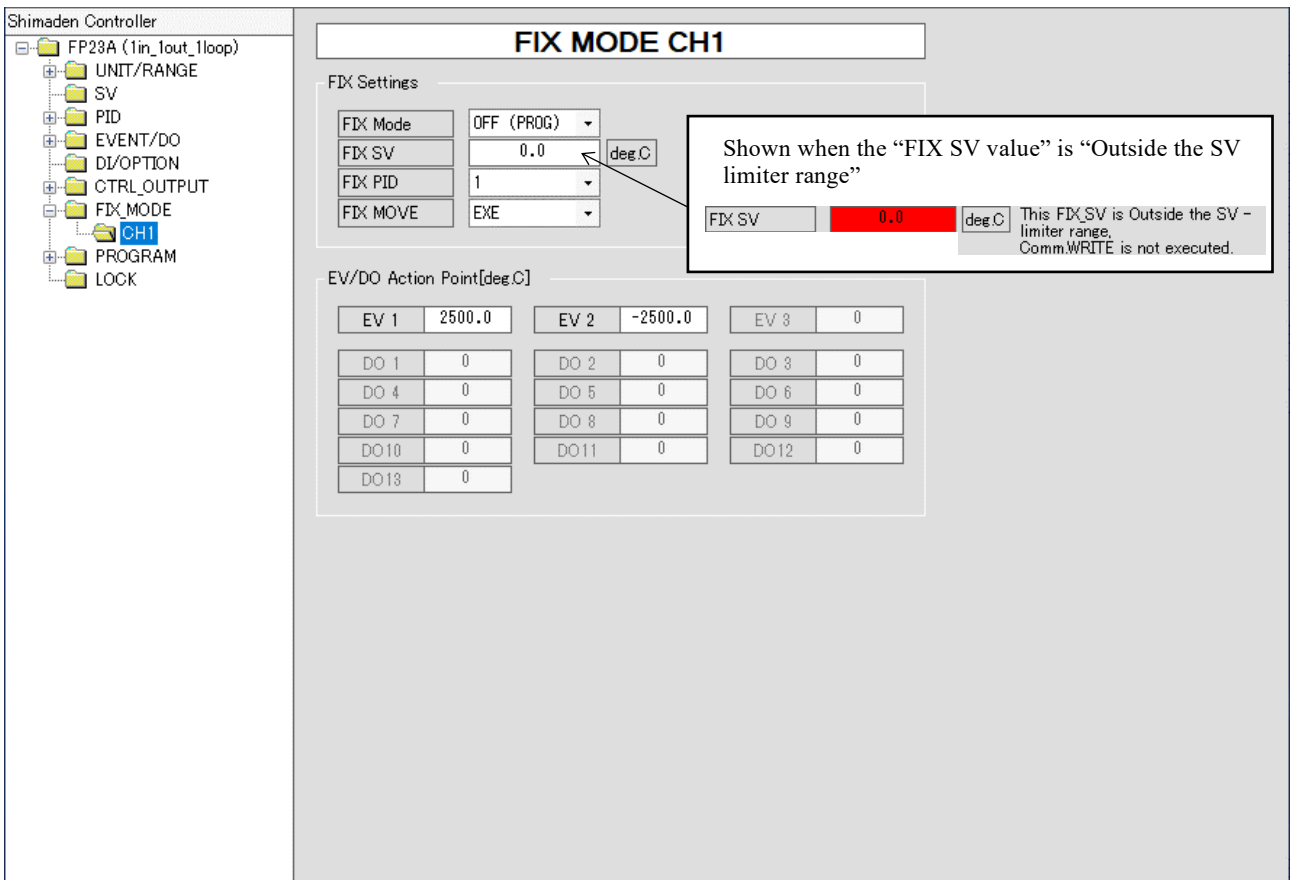 Shimaden Controller
FP23A (1in_1out_1loop)
UNIT/RANGE
SV
PID
EVENT/DO
DI/OPTION
CTRL_OUTPUT
FIX_MODE
CH1
PROGRAM
LOCK
FIX MODE CH1
FIX Settings
FIX Mode OFF (PROG)
FIX SV 0.0 deg.C
FIX PID 1
FIX MOVE EXE
Shown when the “FIX SV value” is “Outside the SV
limiter range”
FIX SV 0.0 deg.C This FIX_SV is Outside the SV -
limiter range,
Comm.WRITE is not executed.
EV/DO Action Point[deg.C]
EV 1 2500.0 EV 2 -2500.0 EV 3 0
DO 1 0 DO 2 0 DO 3 0
DO 4 0 DO 5 0 DO 6 0
DO 7 0 DO 8 0 DO 9 0
DO10 0 DO11 0 DO12 0
DO13 0